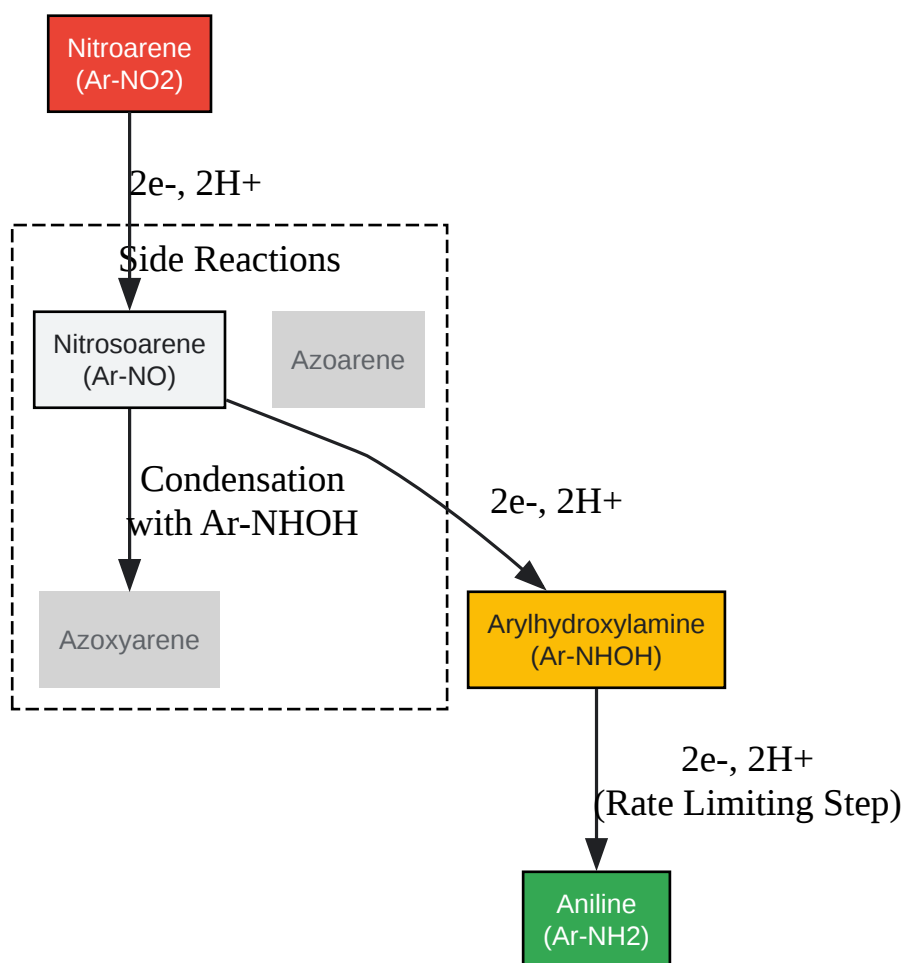 Nitroarene
(Ar-NO2)
2e-, 2H+
Side Reactions
Nitrosoarene
(Ar-NO)
Azoarene
Condensation
with Ar-NHOH
2e-, 2H+
Azoxyarene
Arylhydroxylamine
(Ar-NHOH)
2e-, 2H+
(Rate Limiting Step)
Aniline
(Ar-NH2)